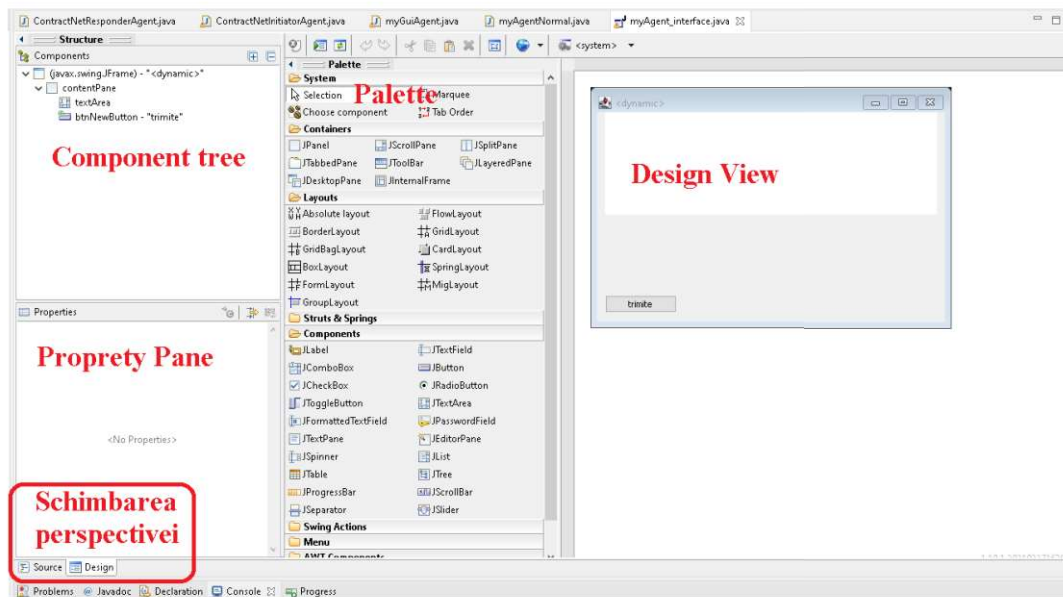 ContractNetResponderAgent.java ContractNetInitiatorAgent.java myGuiAgent.java myAgentNormal.java myAgent_interface.java
Structure
Components
(javax.swing.JFrame) - "<dynamic>"
contentPane
textArea
btnNewButton - "trimite"
Component tree
Properties
Proprety Pane
<No Properties>
Schimbarea
perspectivei
Source Design
<system>
Palette
System
Selection Marquee
Palette
Choose component Tab Order
Containers
JPanel JScrollPane JSplitPane
JTabbedPane JToolBar JLayeredPane
JDesktopPane JInternalFrame
Layouts
Absolute layout FlowLayout
BorderLayout GridLayout
GridBagLayout CardLayout
BoxLayout SpringLayout
FormLayout MigLayout
GroupLayout
Struts & Springs
Components
JLabel JTextField
JComboBox JButton
JCheckBox JRadioButton
JToggleButton JTextArea
JFormattedTextField JPasswordField
JTextPane JEditorPane
JSpinner JList
JTable JTree
JProgressBar JScrollBar
JSeparator JSlider
Swing Actions
Menu
AWT Components
<dynamic>
Design View
trimite
Problems Javadoc Declaration Console Progress